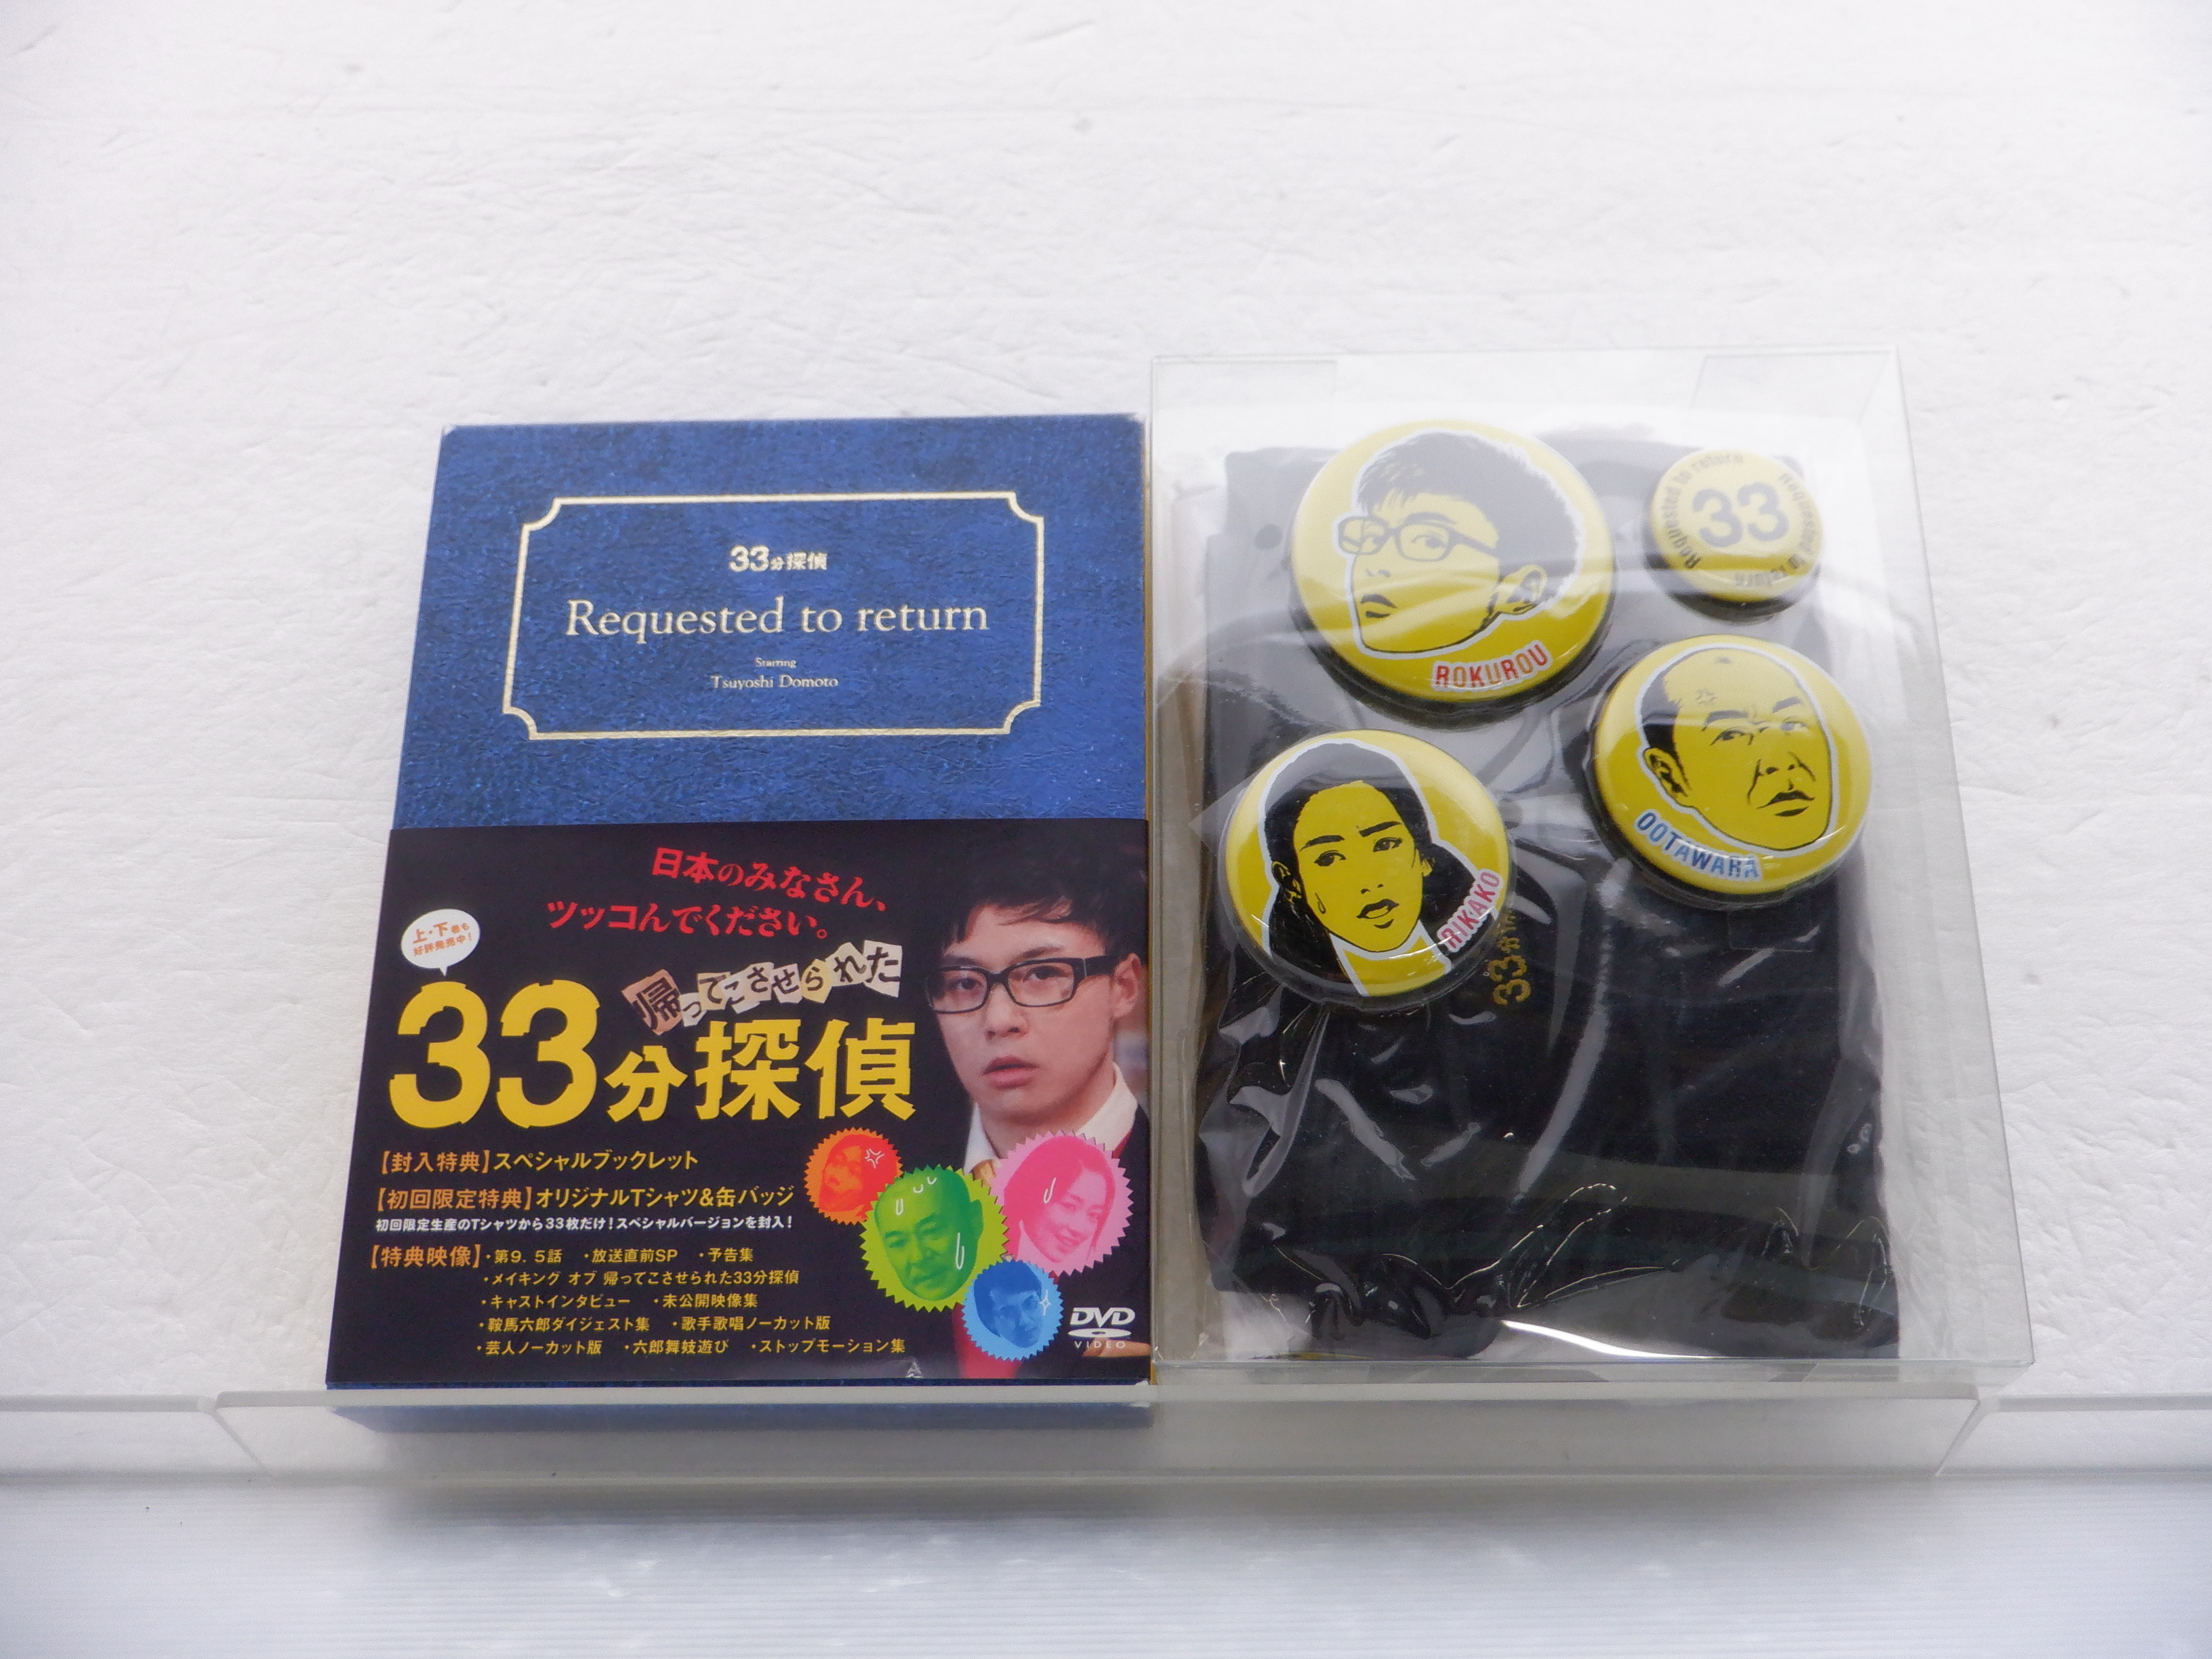 33分探偵
Requested to return
Starring
Tsuyoshi Domoto
日本のみなさん、
ツッコんでください。
上・下巻も
好評発売中!
帰ってこさせられた
33分探偵
【封入特典】スペシャルブックレット
【初回限定特典】オリジナルTシャツ&缶バッジ
初回限定生産のTシャツから33枚だけ!スペシャルバージョンを封入!
【特典映像】・第9.5話 ・放送直前SP ・予告集
・メイキング オブ 帰ってこさせられた33分探偵
・キャストインタビュー ・未公開映像集
・鞍馬六郎ダイジェスト集 ・歌手歌唱ノーカット版
・芸人ノーカット版 ・六郎舞妓遊び ・ストップモーション集
DVD
VIDEO
ROKUROU
Requested to return
33
Requested to return
OOTAWARA
RIKAKO
33分